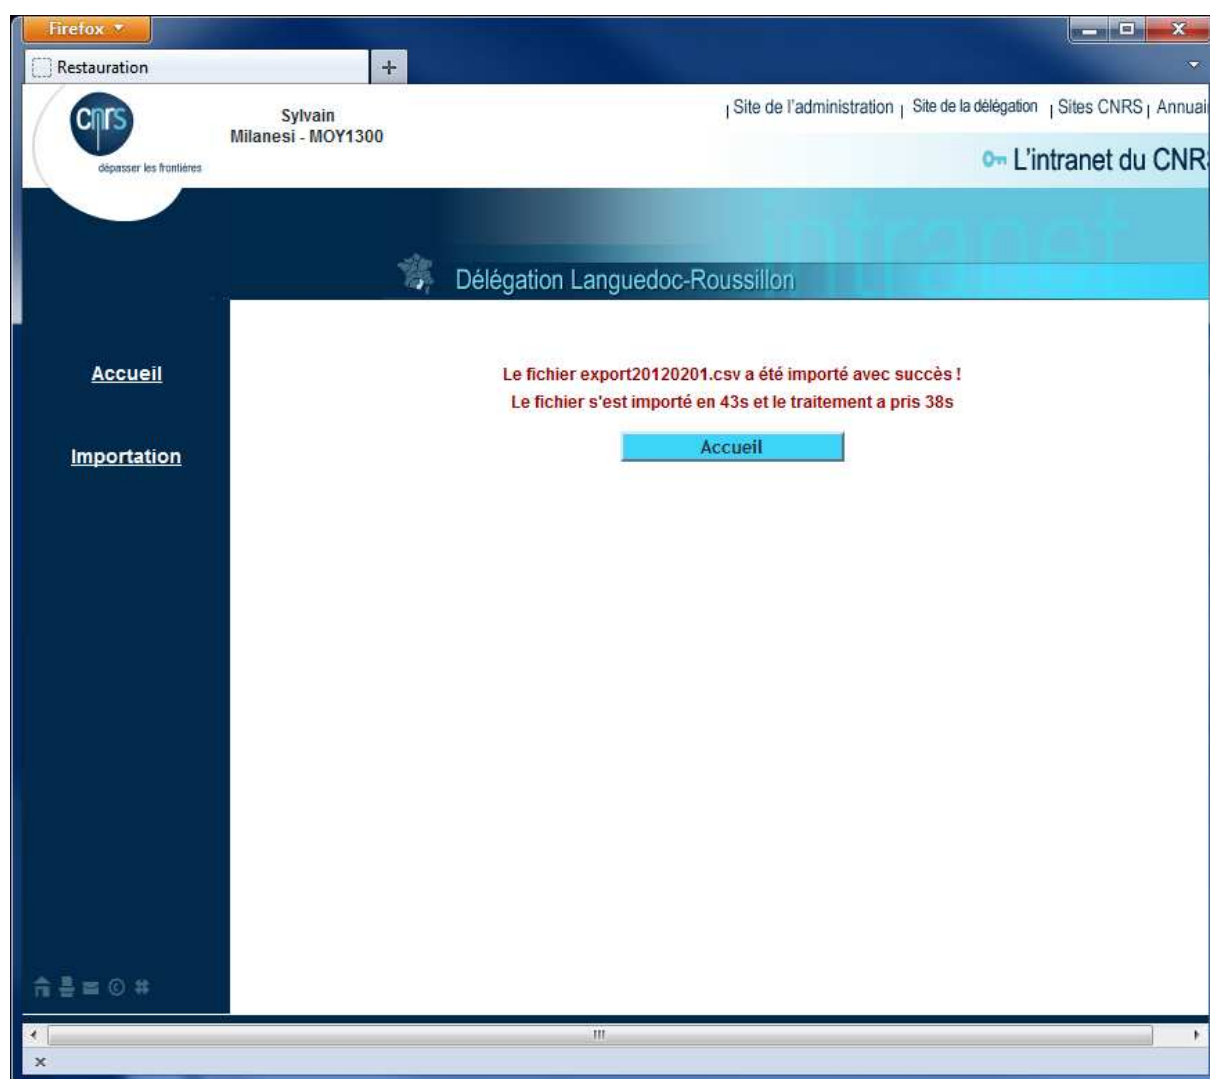 Firefox
Restauration
cnrs
dépasser les frontières
Sylvain
Milanesi - MOY1300
Site de l'administration | Site de la délégation | Sites CNRS | Annuai
L'intranet du CNR
intranet
Délégation Languedoc-Roussillon
Accueil
Importation
Le fichier export20120201.csv a été importé avec succès !
Le fichier s'est importé en 43s et le traitement a pris 38s
Accueil